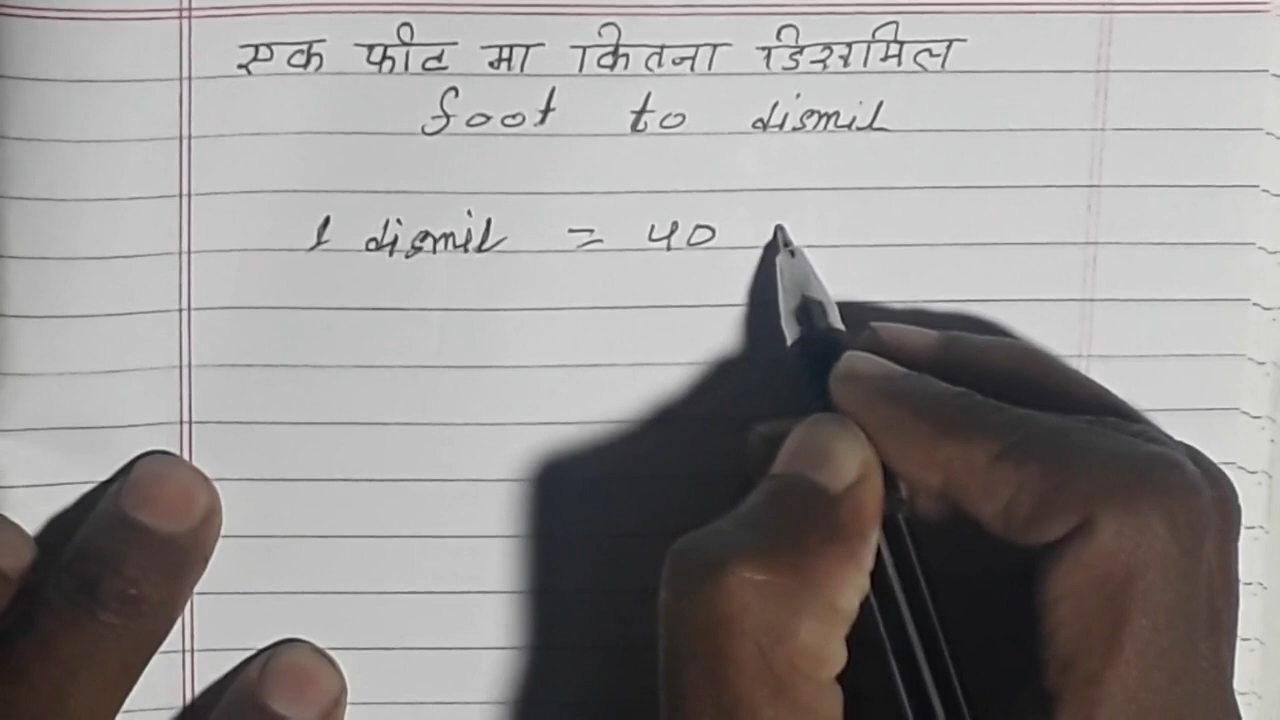 एक फीट मा कितना डिसमिल
foot to dismil
1 dismil = 40